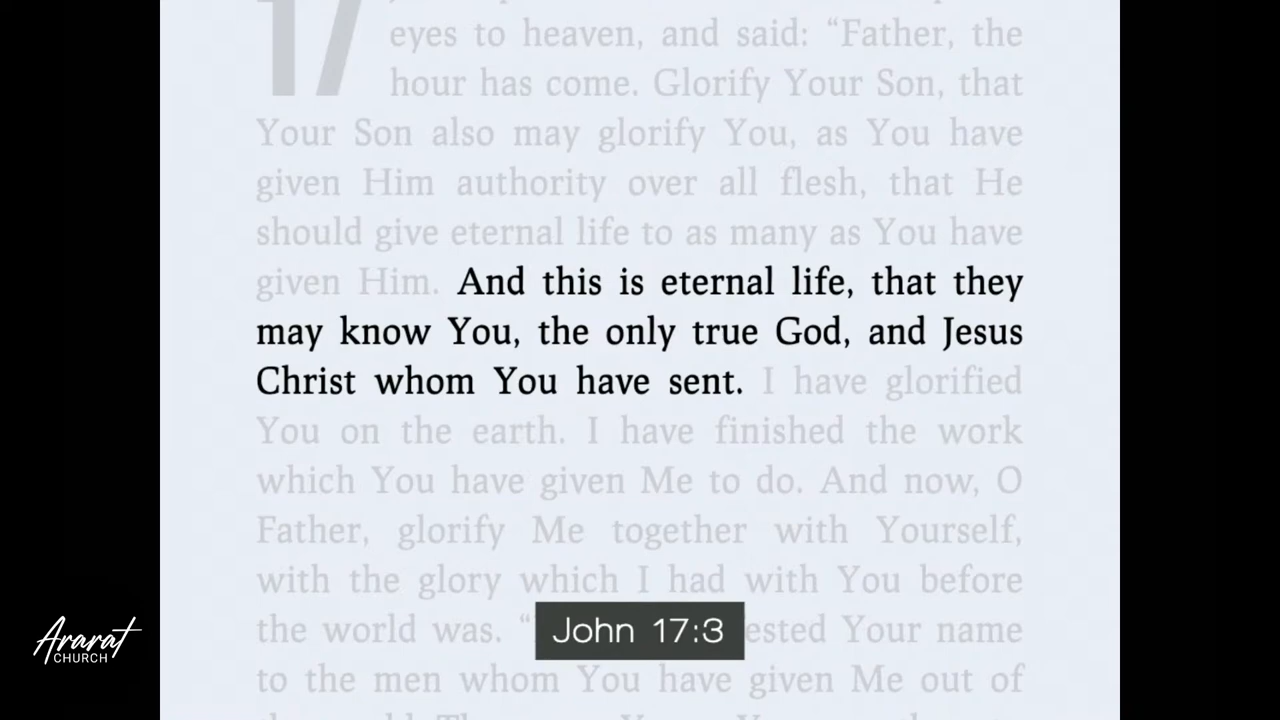 17
eyes to heaven, and said: “Father, the
hour has come. Glorify Your Son, that
Your Son also may glorify You, as You have
given Him authority over all flesh, that He
should give eternal life to as many as You have
given Him. And this is eternal life, that they
may know You, the only true God, and Jesus
Christ whom You have sent. I have glorified
You on the earth. I have finished the work
which You have given Me to do. And now, O
Father, glorify Me together with Yourself,
with the glory which I had with You before
the world was. “ ested Your name
John 17:3
to the men whom You have given Me out of
Ararat
CHURCH